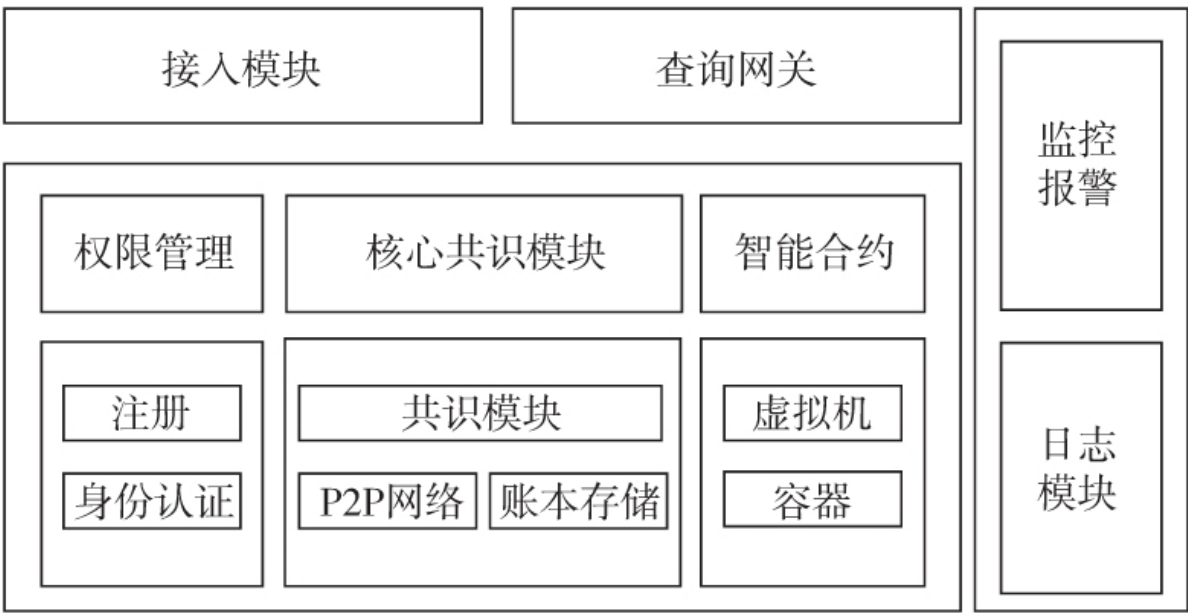 接入模块
查询网关
监控
报警
权限管理
核心共识模块
智能合约
注册
共识模块
虚拟机
身份认证
P2P网络
账本存储
容器
日志
模块